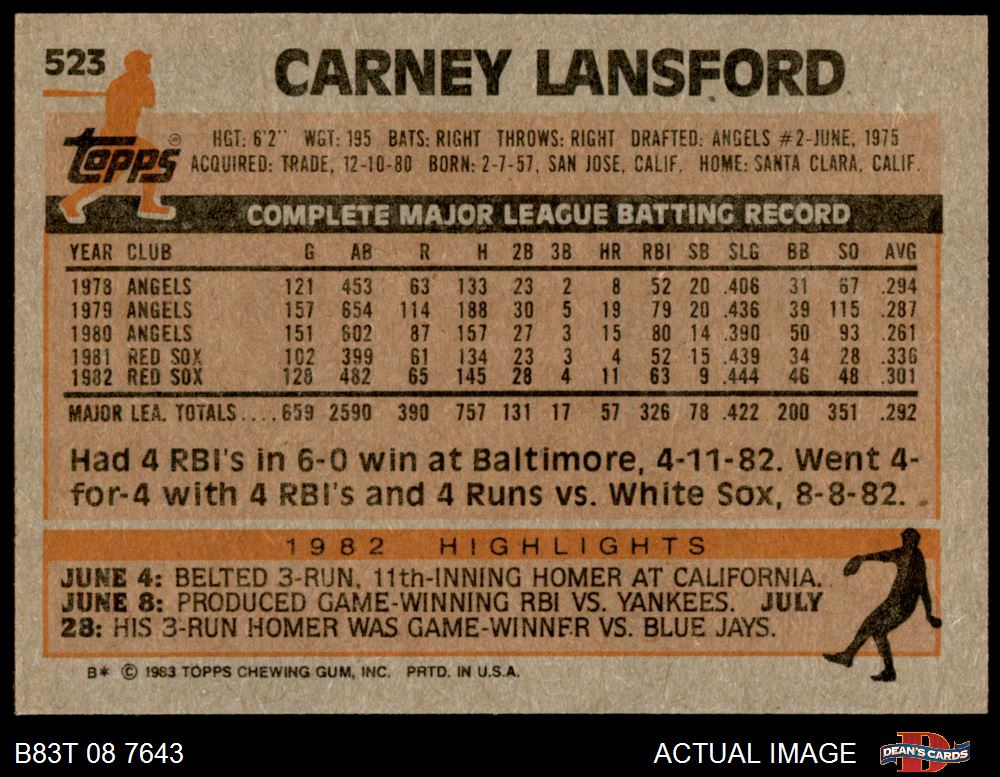 523
CARNEY LANSFORD
Topps®
HGT: 6'2" WGT: 195 BATS: RIGHT THROWS: RIGHT DRAFTED: ANGELS #2-JUNE, 1975
ACQUIRED: TRADE, 12-10-80 BORN: 2-7-57, SAN JOSE, CALIF. HOME: SANTA CLARA, CALIF.
COMPLETE MAJOR LEAGUE BATTING RECORD
YEAR CLUB G AB R H 2B 3B HR RBI SB SLG BB SO AVG
1978 ANGELS 121 453 63 133 23 2 8 52 20 .406 31 67 .294
1979 ANGELS 157 654 114 188 30 5 19 79 20 .436 39 115 .287
1980 ANGELS 151 602 87 157 27 3 15 80 14 .390 50 93 .261
1981 RED SOX 102 399 61 134 23 3 4 52 15 .439 34 28 .336
1982 RED SOX 128 482 65 145 28 4 11 63 9 .444 46 48 .301
MAJOR LEA. TOTALS....659 2590 390 757 131 17 57 326 78 .422 200 351 .292
Had 4 RBI's in 6-0 win at Baltimore, 4-11-82. Went 4-
for-4 with 4 RBI's and 4 Runs vs. White Sox, 8-8-82.
1982 HIGHLIGHTS
JUNE 4: BELTED 3-RUN, 11th-INNING HOMER AT CALIFORNIA.
JUNE 8: PRODUCED GAME-WINNING RBI VS. YANKEES. JULY
28: HIS 3-RUN HOMER WAS GAME-WINNER VS. BLUE JAYS.
B* © 1983 TOPPS CHEWING GUM, INC. PRTD. IN U.S.A.
B83T 08 7643
ACTUAL IMAGE
DEAN'S CARDS